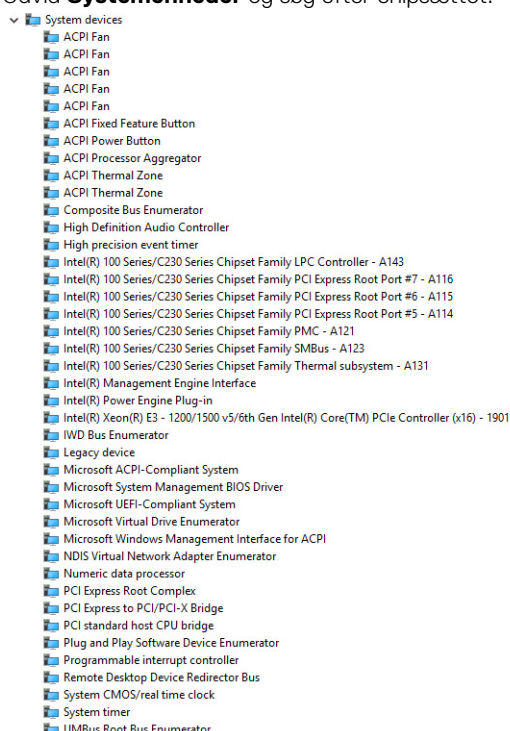 Udvid Systemenheder og søg efter chipsættet.
System devices
ACPI Fan
ACPI Fan
ACPI Fan
ACPI Fan
ACPI Fan
ACPI Fixed Feature Button
ACPI Power Button
ACPI Processor Aggregator
ACPI Thermal Zone
ACPI Thermal Zone
Composite Bus Enumerator
High Definition Audio Controller
High precision event timer
Intel(R) 100 Series/C230 Series Chipset Family LPC Controller - A143
Intel(R) 100 Series/C230 Series Chipset Family PCI Express Root Port #7 - A116
Intel(R) 100 Series/C230 Series Chipset Family PCI Express Root Port #6 - A115
Intel(R) 100 Series/C230 Series Chipset Family PCI Express Root Port #5 - A114
Intel(R) 100 Series/C230 Series Chipset Family PMC - A121
Intel(R) 100 Series/C230 Series Chipset Family SMBus - A123
Intel(R) 100 Series/C230 Series Chipset Family Thermal subsystem - A131
Intel(R) Management Engine Interface
Intel(R) Power Engine Plug-in
Intel(R) Xeon(R) E3 - 1200/1500 v5/6th Gen Intel(R) Core(TM) PCIe Controller (x16) - 1901
IWD Bus Enumerator
Legacy device
Microsoft ACPI-Compliant System
Microsoft System Management BIOS Driver
Microsoft UEFI-Compliant System
Microsoft Virtual Drive Enumerator
Microsoft Windows Management Interface for ACPI
NDIS Virtual Network Adapter Enumerator
Numeric data processor
PCI Express Root Complex
PCI Express to PCI/PCI-X Bridge
PCI standard host CPU bridge
Plug and Play Software Device Enumerator
Programmable interrupt controller
Remote Desktop Device Redirector Bus
System CMOS/real time clock
System timer
UMBus Root Bus Enumerator